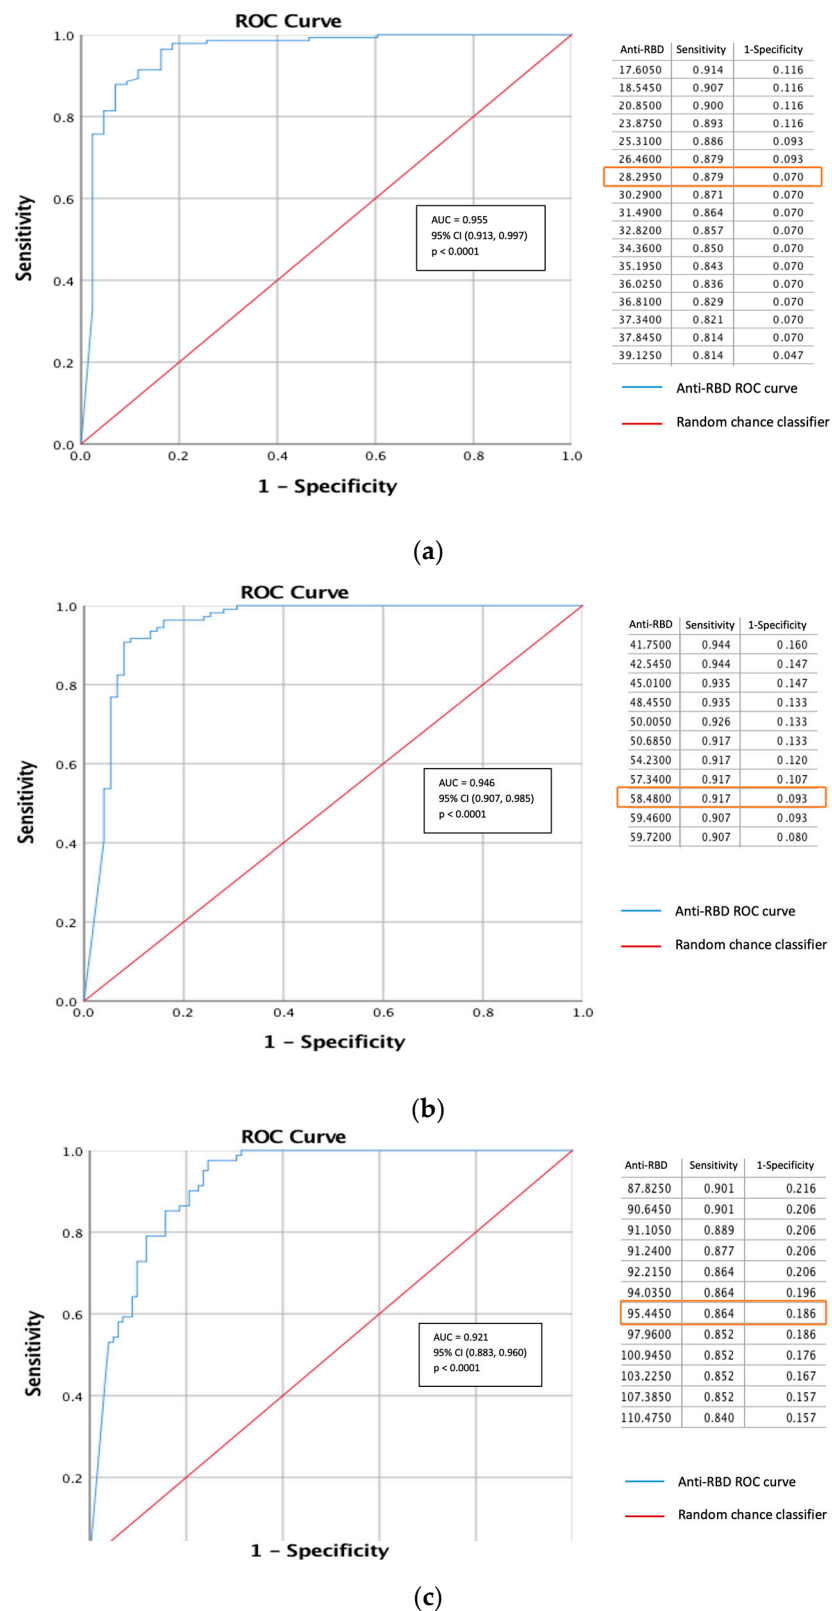 ROC Curve
1.0
0.8
0.6
0.4
0.2
0.0
Sensitivity
AUC = 0.955
95% CI (0.913, 0.997)
p < 0.0001
0.0 0.2 0.4 0.6 0.8 1.0
1 - Specificity
Anti-RBD Sensitivity 1-Specificity
17.6050 0.914 0.116
18.5450 0.907 0.116
20.8500 0.900 0.116
23.8750 0.893 0.116
25.3100 0.886 0.093
26.4600 0.879 0.093
28.2950 0.879 0.070
30.2900 0.871 0.070
31.4900 0.864 0.070
32.8200 0.857 0.070
34.3600 0.850 0.070
35.1950 0.843 0.070
36.0250 0.836 0.070
36.8100 0.829 0.070
37.3400 0.821 0.070
37.8450 0.814 0.070
39.1250 0.814 0.047
Anti-RBD ROC curve
Random chance classifier
(a)
ROC Curve
1.0
0.8
0.6
0.4
0.2
0.0
Sensitivity
AUC = 0.946
95% CI (0.907, 0.985)
p < 0.0001
0.0 0.2 0.4 0.6 0.8 1.0
1 - Specificity
Anti-RBD Sensitivity 1-Specificity
41.7500 0.944 0.160
42.5450 0.944 0.147
45.0100 0.935 0.147
48.4550 0.935 0.133
50.0050 0.926 0.133
50.6850 0.917 0.133
54.2300 0.917 0.120
57.3400 0.917 0.107
58.4800 0.917 0.093
59.4600 0.907 0.093
59.7200 0.907 0.080
Anti-RBD ROC curve
Random chance classifier
(b)
ROC Curve
1.0
0.8
0.6
0.4
0.2
Sensitivity
AUC = 0.921
95% CI (0.883, 0.960)
p < 0.0001
1 - Specificity
Anti-RBD Sensitivity 1-Specificity
87.8250 0.901 0.216
90.6450 0.901 0.206
91.1050 0.889 0.206
91.2400 0.877 0.206
92.2150 0.864 0.206
94.0350 0.864 0.196
95.4450 0.864 0.186
97.9600 0.852 0.186
100.9450 0.852 0.176
103.2250 0.852 0.167
107.3850 0.852 0.157
110.4750 0.840 0.157
Anti-RBD ROC curve
Random chance classifier
(c)